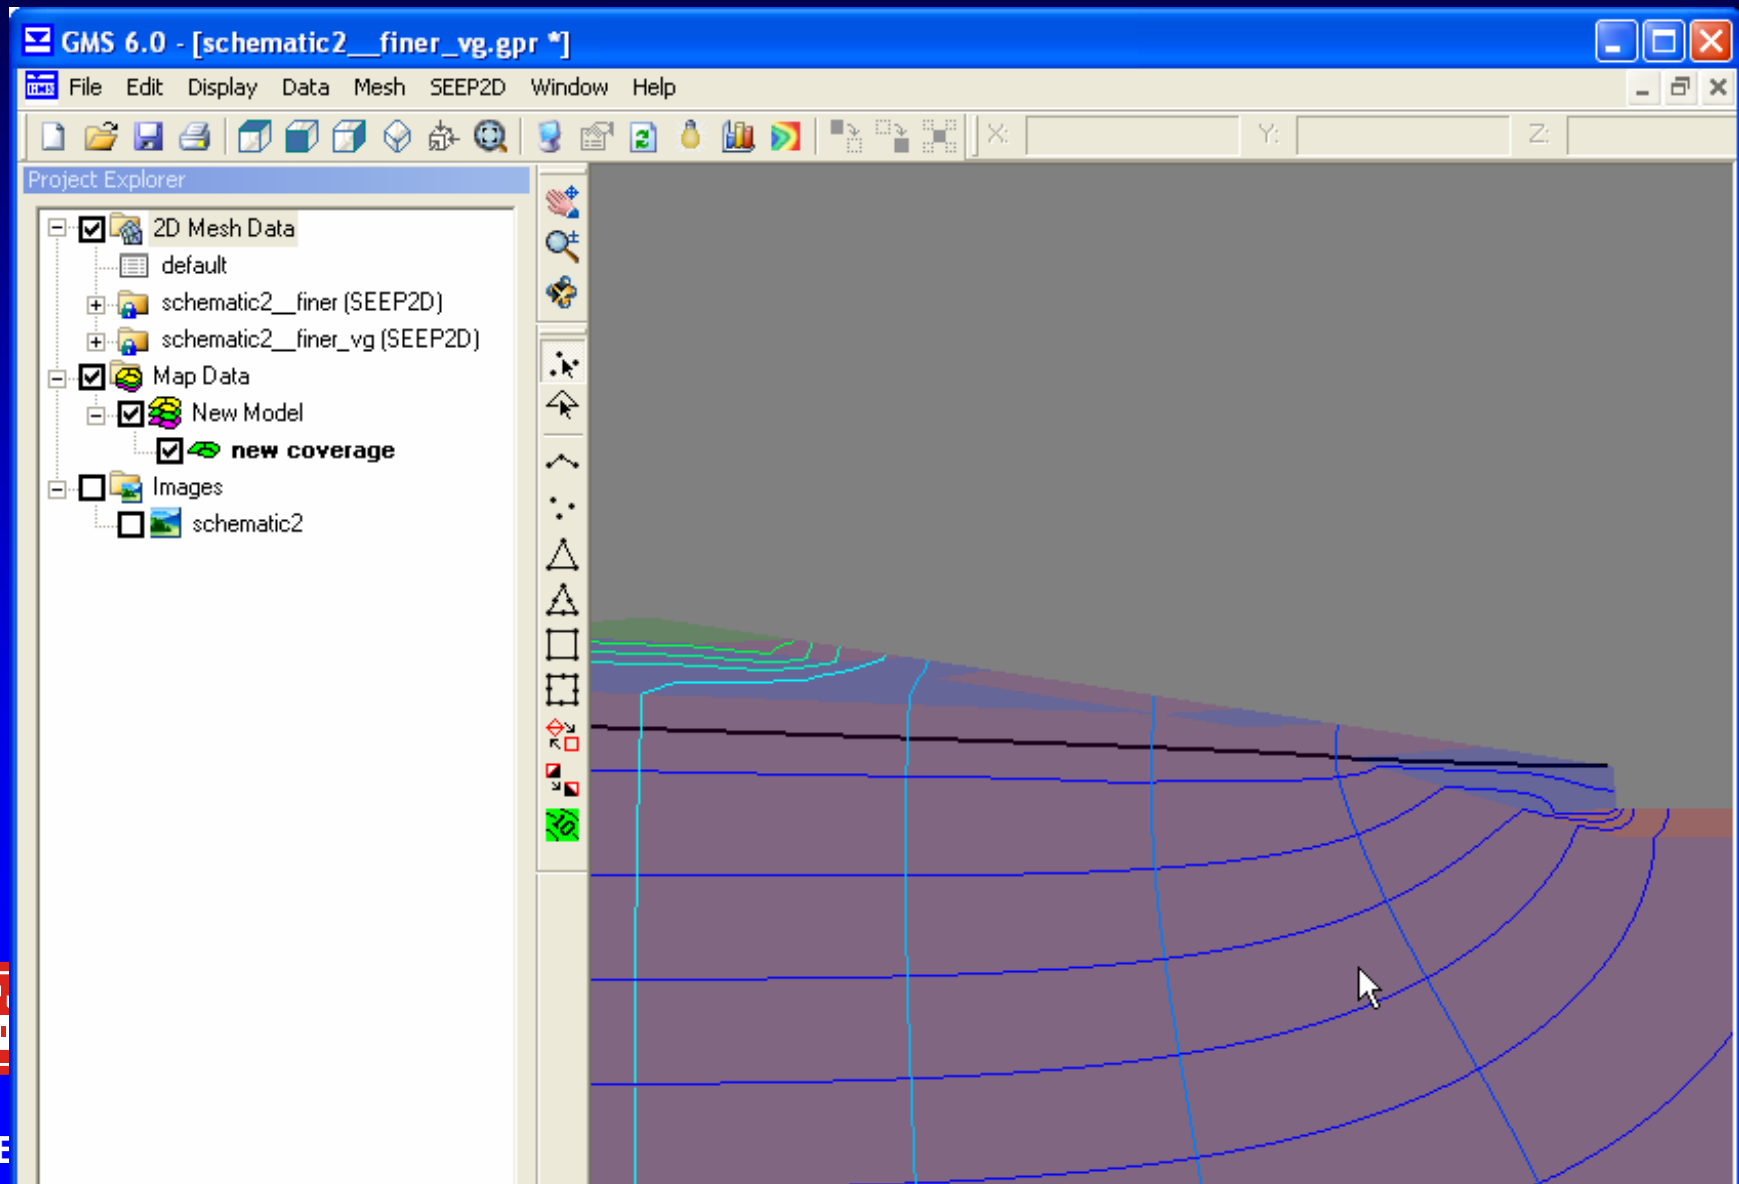 GMS 6.0 - [schematic2__finer_vg.gpr *]
File Edit Display Data Mesh SEEP2D Window Help
X: Y: Z:
Project Explorer
2D Mesh Data
default
schematic2__finer (SEEP2D)
schematic2__finer_vg (SEEP2D)
Map Data
New Model
new coverage
Images
schematic2
10
E